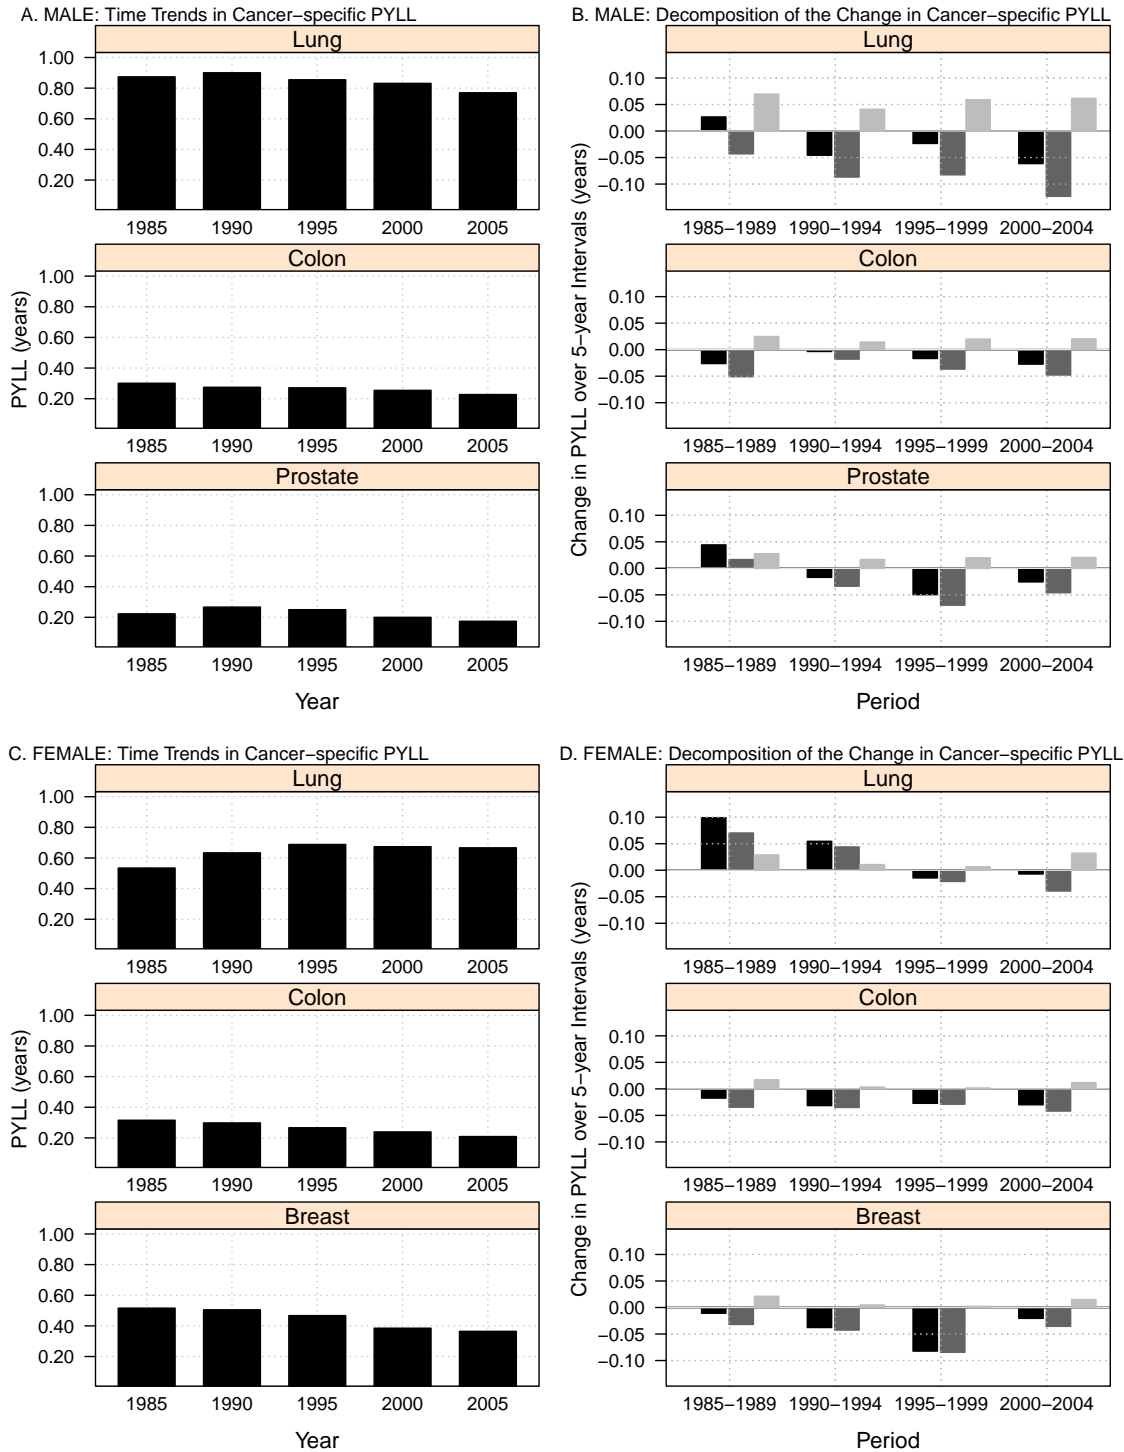 A. MALE: Time Trends in Cancer−specific PYLL
Lung
1.00
0.80
0.60
0.40
0.20
1985 1990 1995 2000 2005
Colon
1.00
0.80
0.60
0.40
0.20
1985 1990 1995 2000 2005
Prostate
1.00
0.80
0.60
0.40
0.20
1985 1990 1995 2000 2005
PYLL (years)
Year
B. MALE: Decomposition of the Change in Cancer−specific PYLL
Lung
0.10
0.05
0.00
−0.05
−0.10
1985−1989 1990−1994 1995−1999 2000−2004
Colon
0.10
0.05
0.00
−0.05
−0.10
1985−1989 1990−1994 1995−1999 2000−2004
Prostate
0.10
0.05
0.00
−0.05
−0.10
1985−1989 1990−1994 1995−1999 2000−2004
Change in PYLL over 5−year Intervals (years)
Period
C. FEMALE: Time Trends in Cancer−specific PYLL
Lung
1.00
0.80
0.60
0.40
0.20
1985 1990 1995 2000 2005
Colon
1.00
0.80
0.60
0.40
0.20
1985 1990 1995 2000 2005
Breast
1.00
0.80
0.60
0.40
0.20
1985 1990 1995 2000 2005
PYLL (years)
Year
D. FEMALE: Decomposition of the Change in Cancer−specific PYLL
Lung
0.10
0.05
0.00
−0.05
−0.10
1985−1989 1990−1994 1995−1999 2000−2004
Colon
0.10
0.05
0.00
−0.05
−0.10
1985−1989 1990−1994 1995−1999 2000−2004
Breast
0.10
0.05
0.00
−0.05
−0.10
1985−1989 1990−1994 1995−1999 2000−2004
Change in PYLL over 5−year Intervals (years)
Period